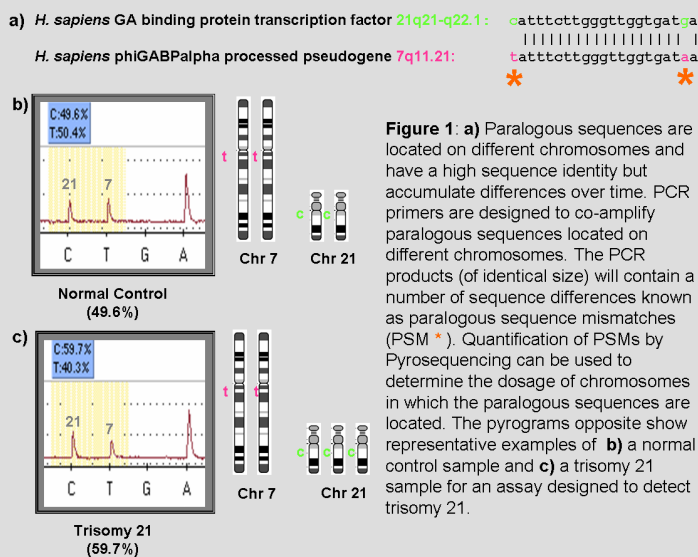 a) H. sapiens GA binding protein transcription factor 21q21-q22.1 : catttcttgggttggtgatga
H. sapiens phiGABPalpha processed pseudogene 7q11.21: tatttcttgggttggtgataaa
* *
b)
C:49.6%
T:50.4%
21 7
C T G A
t t
c c
Chr 7 Chr 21
Normal Control
(49.6%)
c)
C:59.7%
T:40.3%
21 7
C T G A
t t
c c c
Chr 7 Chr 21
Trisomy 21
(59.7%)
Figure 1: a) Paralogous sequences are
located on different chromosomes and
have a high sequence identity but
accumulate differences over time. PCR
primers are designed to co-amplify
paralogous sequences located on
different chromosomes. The PCR
products (of identical size) will contain a
number of sequence differences known
as paralogous sequence mismatches
(PSM * ). Quantification of PSMs by
Pyrosequencing can be used to
determine the dosage of chromosomes
in which the paralogous sequences are
located. The pyrograms opposite show
representative examples of b) a normal
control sample and c) a trisomy 21
sample for an assay designed to detect
trisomy 21.